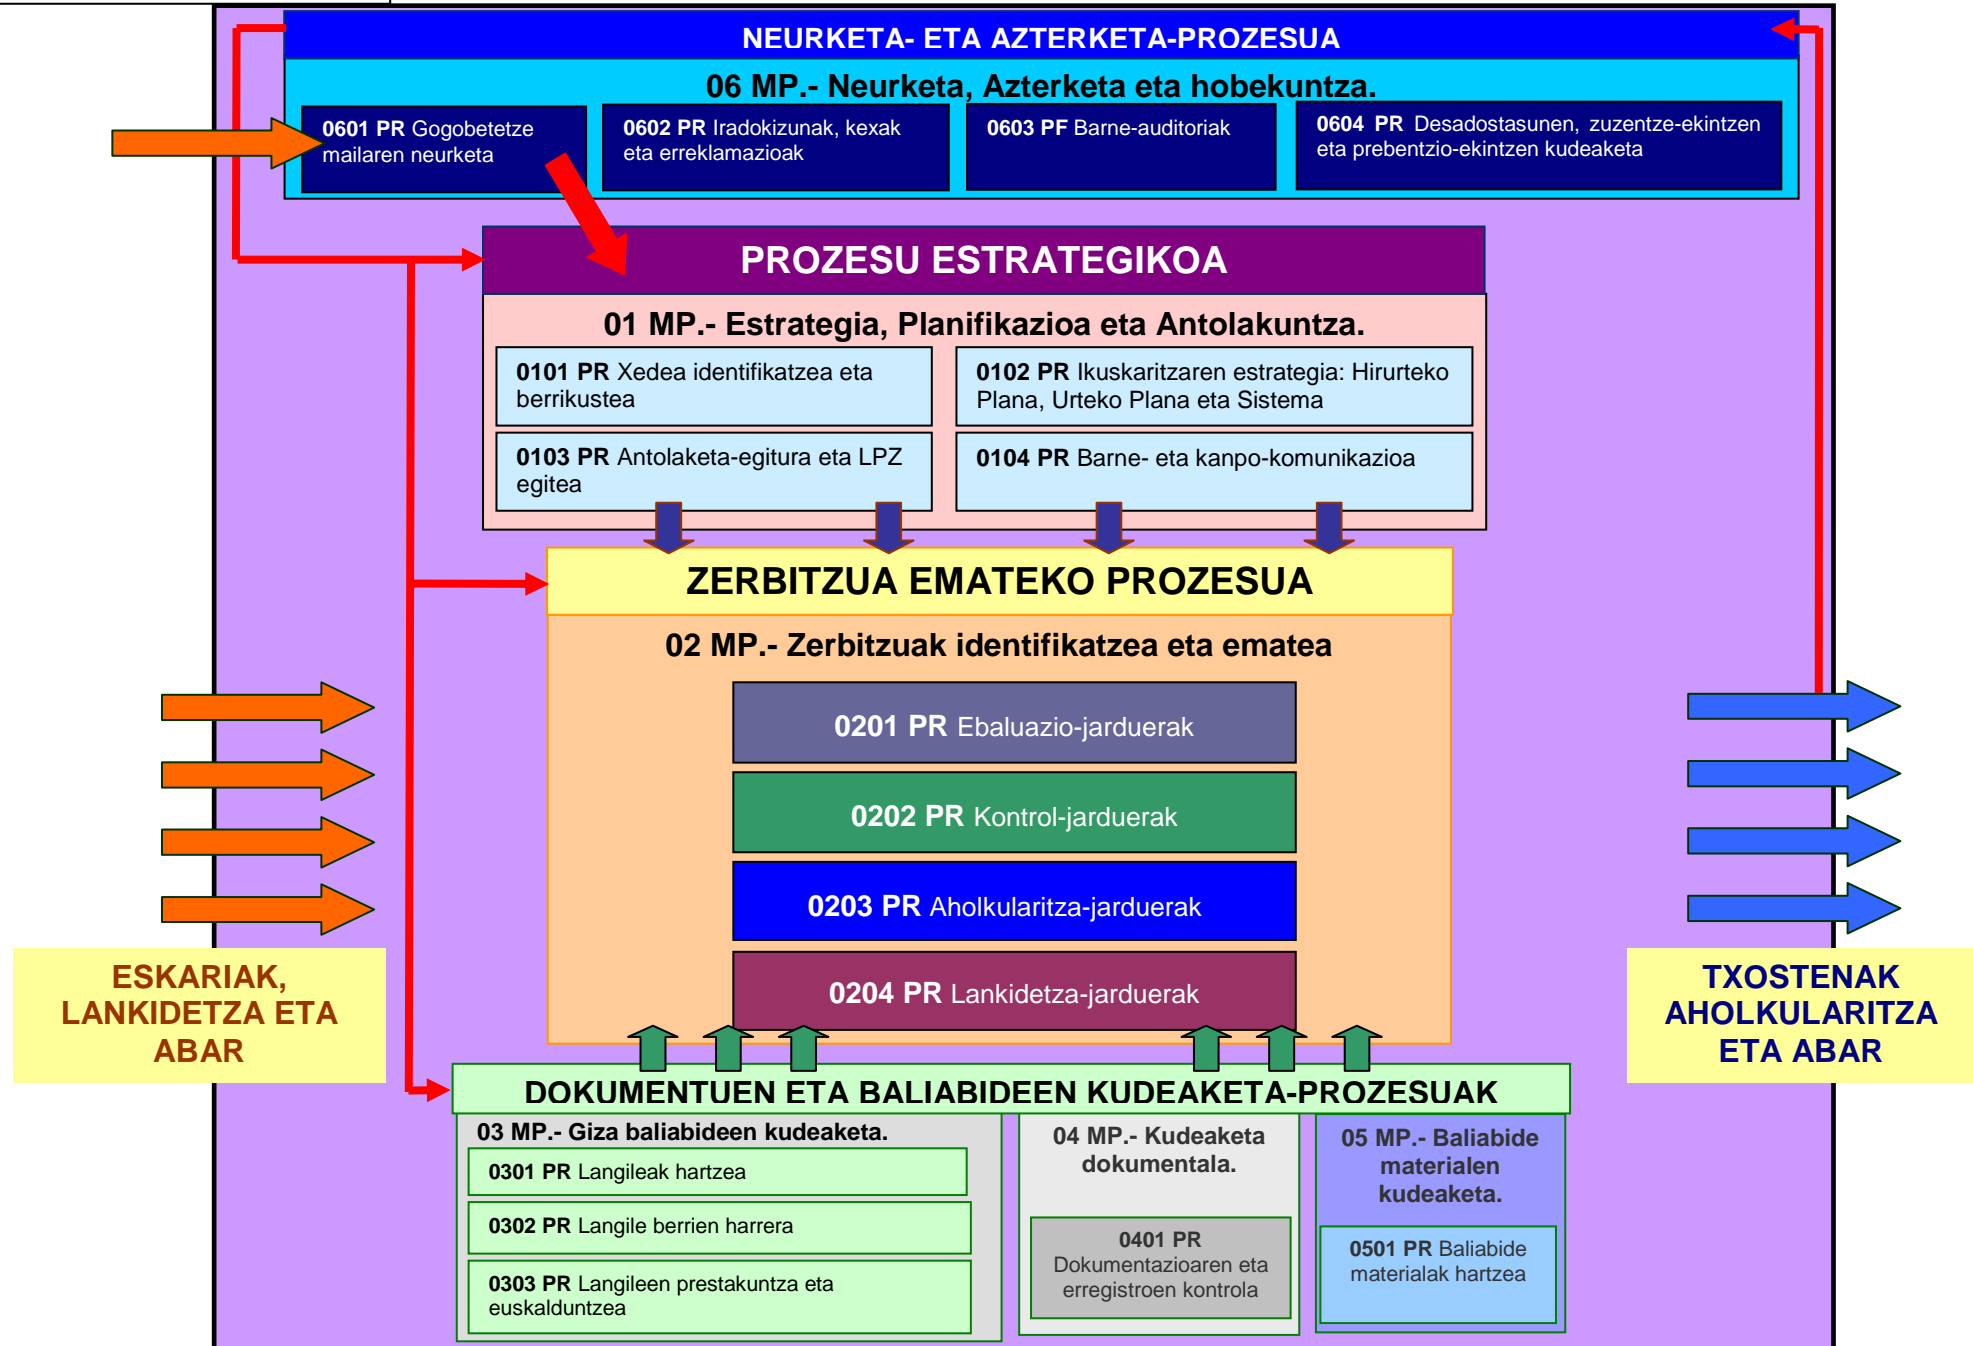 NEURKETA- ETA AZTERKETA-PROZESUA
06 MP.- Neurketa, Azterketa eta hobekuntza.
0601 PR Gogobetetze
mailaren neurketa
0602 PR Iradokizunak, kexak
eta erreklamazioak
0603 PF Barne-auditoriak
0604 PR Desadostasunen, zuzentze-ekintzen
eta prebentzio-ekintzen kudeaketa
PROZESU ESTRATEGIKOA
01 MP.- Estrategia, Planifikazioa eta Antolakuntza.
0101 PR Xedea identifikatzea eta
berrikustea
0102 PR Ikuskaritzaren estrategia: Hirurteko
Plana, Urteko Plana eta Sistema
0103 PR Antolaketa-egitura eta LPZ
egitea
0104 PR Barne- eta kanpo-komunikazioa
ZERBITZUA EMATEKO PROZESUA
02 MP.- Zerbitzuak identifikatzea eta ematea
0201 PR Ebaluazio-jarduerak
0202 PR Kontrol-jarduerak
0203 PR Aholkularitza-jarduerak
0204 PR Lankidetza-jarduerak
ESKARIAK,
LANKIDETZA ETA
ABAR
TXOSTENAK
AHOLKULARITZA
ETA ABAR
DOKUMENTUEN ETA BALIABIDEEN KUDEAKETA-PROZESUAK
03 MP.- Giza baliabideen kudeaketa.
0301 PR Langileak hartzea
0302 PR Langile berrien harrera
0303 PR Langileen prestakuntza eta
euskalduntzea
04 MP.- Kudeaketa
dokumentala.
0401 PR
Dokumentazioaren eta
erregistroen kontrola
05 MP.- Baliabide
materialen
kudeaketa.
0501 PR Baliabide
materialak hartzea